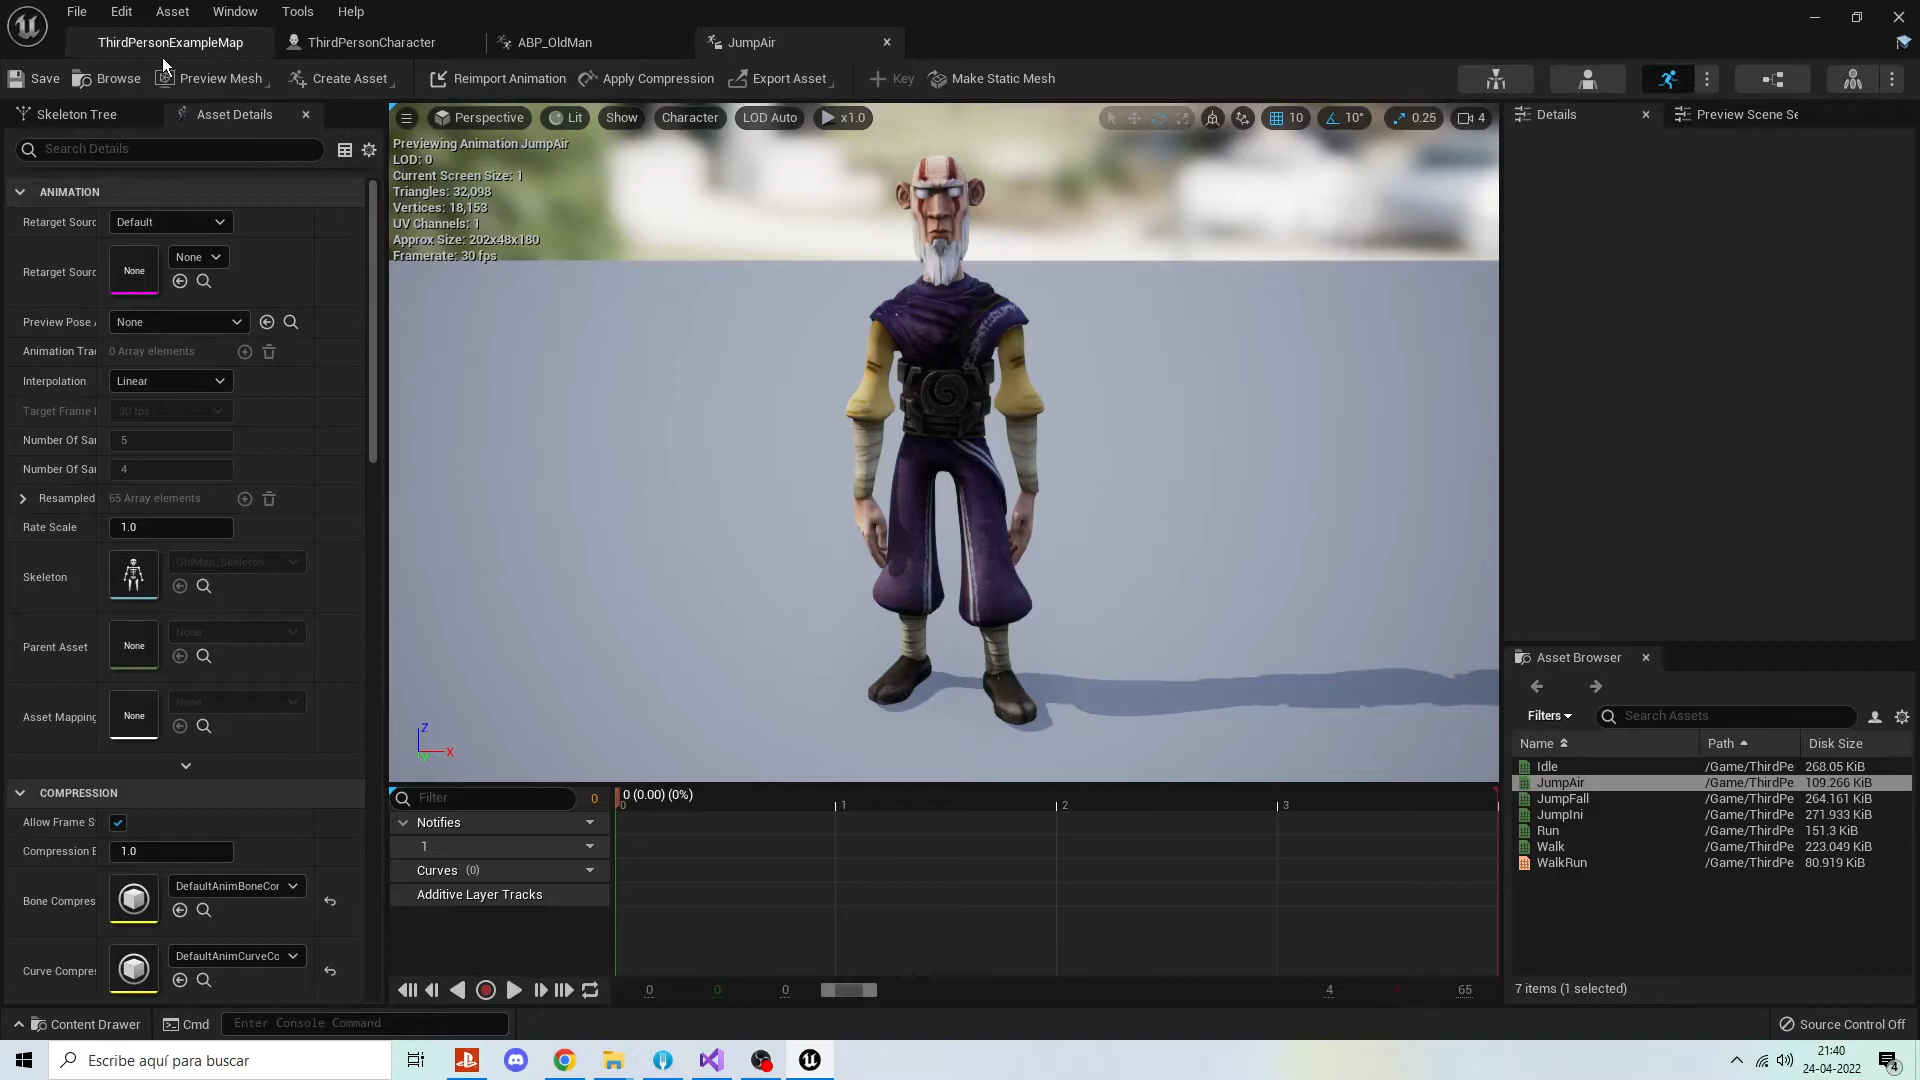 File Edit Asset Window Tools Help
ThirdPersonExampleMap ThirdPersonCharacter ABP_OldMan JumpAir
Save Browse Preview Mesh Create Asset Reimport Animation Apply Compression Export Asset Key Make Static Mesh
Skeleton Tree Asset Details
Search Details
ANIMATION
Retarget Sourc Default
Retarget Sourc None None
Preview Pose A None
Animation Trac 0 Array elements
Interpolation Linear
Target Frame I 30 fps
Number Of Sar 5
Number Of Sar 4
Resampled 65 Array elements
Rate Scale 1.0
Skeleton OldMan_Skeleton
Parent Asset None None
Asset Mapping None None
COMPRESSION
Allow Frame S
Compression E 1.0
Bone Compres DefaultAnimBoneCor
Curve Compre DefaultAnimCurveCo
Perspective Lit Show Character LOD Auto x1.0 10 10° 0.25 4
Previewing Animation JumpAir
LOD: 0
Current Screen Size: 1
Triangles: 32,098
Vertices: 18,153
UV Channels: 1
Approx Size: 202x48x180
Framerate: 30 fps
Z
X
Y
Filter 0
0 (0.00) (0%)
0 1 2 3
Notifies
1
Curves (0)
Additive Layer Tracks
0 0 0 4 65
Details Preview Scene Se
Asset Browser
Filters Search Assets
Name Path Disk Size
Idle /Game/ThirdPe 268.05 KiB
JumpAir /Game/ThirdPe 109.266 KiB
JumpFall /Game/ThirdPe 264.161 KiB
JumpIni /Game/ThirdPe 271.933 KiB
Run /Game/ThirdPe 151.3 KiB
Walk /Game/ThirdPe 223.049 KiB
WalkRun /Game/ThirdPe 80.919 KiB
7 items (1 selected)
Content Drawer Cmd Enter Console Command Source Control Off
Escribe aquí para buscar
21:40
24-04-2022
4